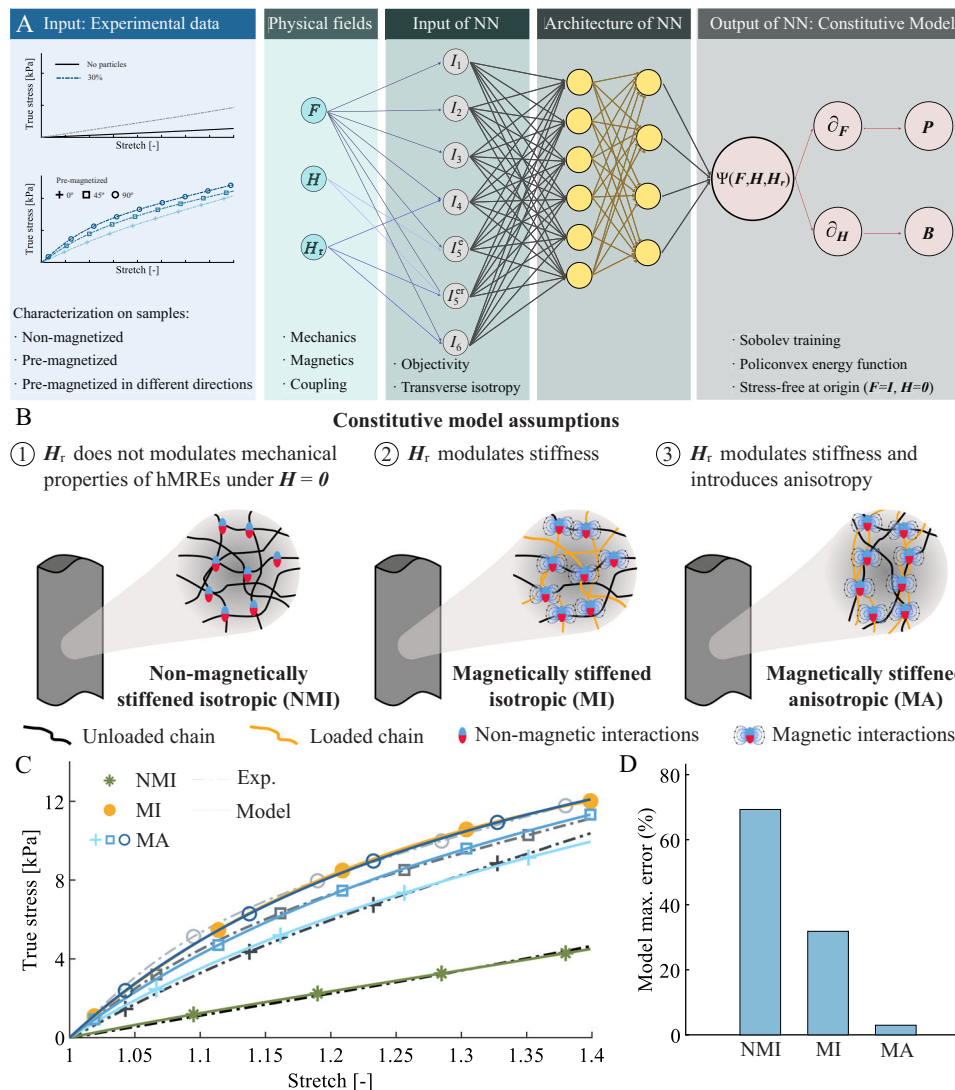 A Input: Experimental data
Physical fields
Input of NN
Architecture of NN
Output of NN: Constitutive Model
True stress [kPa]
No particles
30%
Stretch [-]
True stress [kPa]
Pre-magnetized
0º 45º 90º
Stretch [-]
Characterization on samples:
· Non-magnetized
· Pre-magnetized
· Pre-magnetized in different directions
F
H
Hr
· Mechanics
· Magnetics
· Coupling
I1
I2
I3
I4
I5e
I5er
I6
· Objectivity
· Transverse isotropy
Ψ(F,H,Hr)
∂F
P
∂H
B
· Sobolev training
· Policonvex energy function
· Stress-free at origin (F=I, H=0)
B
Constitutive model assumptions
1 Hr does not modulates mechanical
properties of hMREs under H = 0
2 Hr modulates stiffness
3 Hr modulates stiffness and
introduces anisotropy
Non-magnetically
stiffened isotropic (NMI)
Magnetically stiffened
isotropic (MI)
Magnetically stiffene
anisotropic (MA)
Unloaded chain
Loaded chain
Non-magnetic interactions
Magnetic interactions
C
NMI
MI
MA
Exp.
Model
True stress [kPa]
12
8
4
0
1 1.05 1.1 1.15 1.2 1.25 1.3 1.35 1.4
Stretch [-]
D
Model max. error (%)
80
60
40
20
0
NMI MI MA